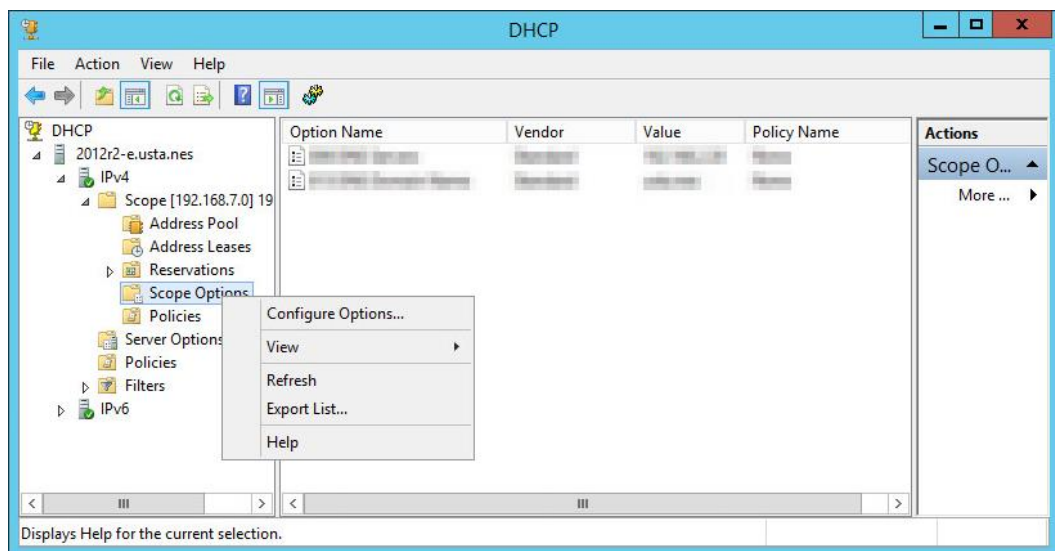 DHCP
File Action View Help
Option Name Vendor Value Policy Name
Actions
DHCP
2012r2-e.usta.nes
IPv4
Scope [192.168.7.0] 19
Address Pool
Address Leases
Reservations
Scope Options
Policies
Server Options
Policies
Filters
IPv6
Configure Options...
View
Refresh
Export List...
Help
Scope O...
More ...
Displays Help for the current selection.